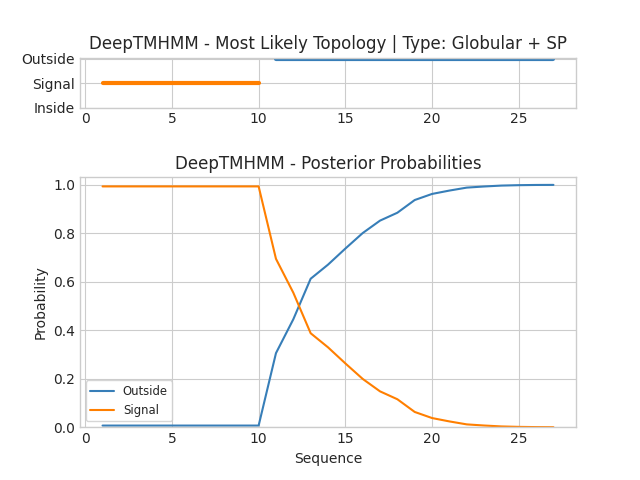 DeepTMHMM - Most Likely Topology | Type: Globular + SP
Outside
Signal
Inside
0 5 10 15 20 25
DeepTMHMM - Posterior Probabilities
1.0
0.8
0.6
0.4
0.2
0.0
Probability
Outside
Signal
0 5 10 15 20 25
Sequence